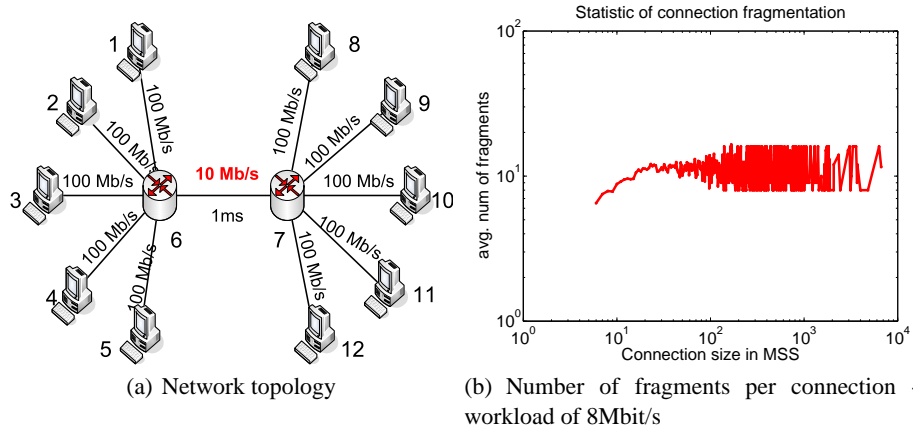 1
8
2
9
100 Mb/s
100 Mb/s
100 Mb/s
100 Mb/s
3
100 Mb/s
10 Mb/s
100 Mb/s
10
1ms
6
7
100 Mb/s
100 Mb/s
100 Mb/s
100 Mb/s
4
11
5
12
(a) Network topology
Statistic of connection fragmentation
avg. num of fragments
10^2
10^1
10^0
10^0
10^1
10^2
10^3
10^4
Connection size in MSS
(b) Number of fragments per connection -
workload of 8Mbit/s